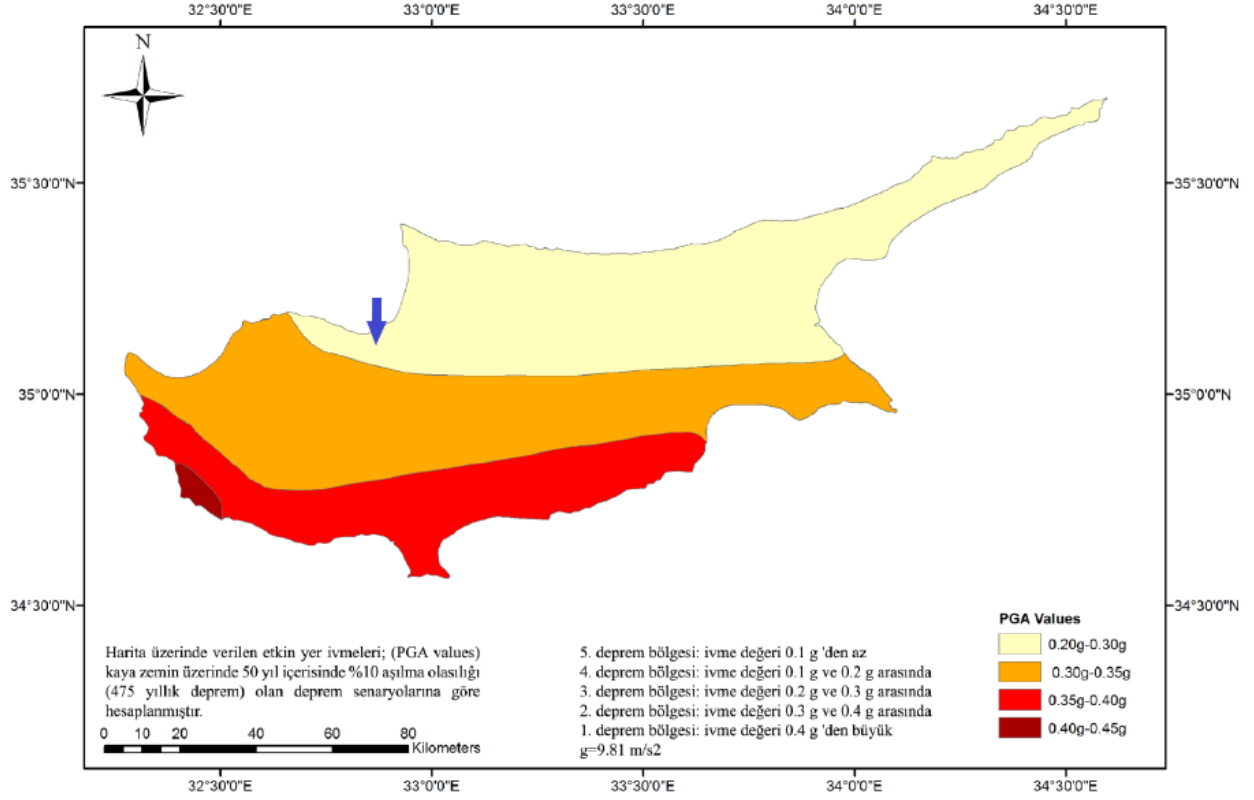 32°30'0"E
33°0'0"E
33°30'0"E
34°0'0"E
34°30'0"E
N
35°30'0"N
35°30'0"N
35°0'0"N
35°0'0"N
34°30'0"N
34°30'0"N
Harita üzerinde verilen etkin yer ivmeleri; (PGA values)
kaya zemin üzerinde 50 yıl içerisinde %10 aşılma olasılığı
(475 yıllık deprem) olan deprem senaryolarına göre
hesaplanmıştır.
0 10 20 40 60 80
Kilometers
5. deprem bölgesi: ivme değeri 0.1 g 'den az
4. deprem bölgesi: ivme değeri 0.1 g ve 0.2 g arasında
3. deprem bölgesi: ivme değeri 0.2 g ve 0.3 g arasında
2. deprem bölgesi: ivme değeri 0.3 g ve 0.4 g arasında
1. deprem bölgesi: ivme değeri 0.4 g 'den büyük
g=9.81 m/s2
PGA Values
0.20g-0.30g
0.30g-0.35g
0.35g-0.40g
0.40g-0.45g
32°30'0"E
33°0'0"E
33°30'0"E
34°0'0"E
34°30'0"E